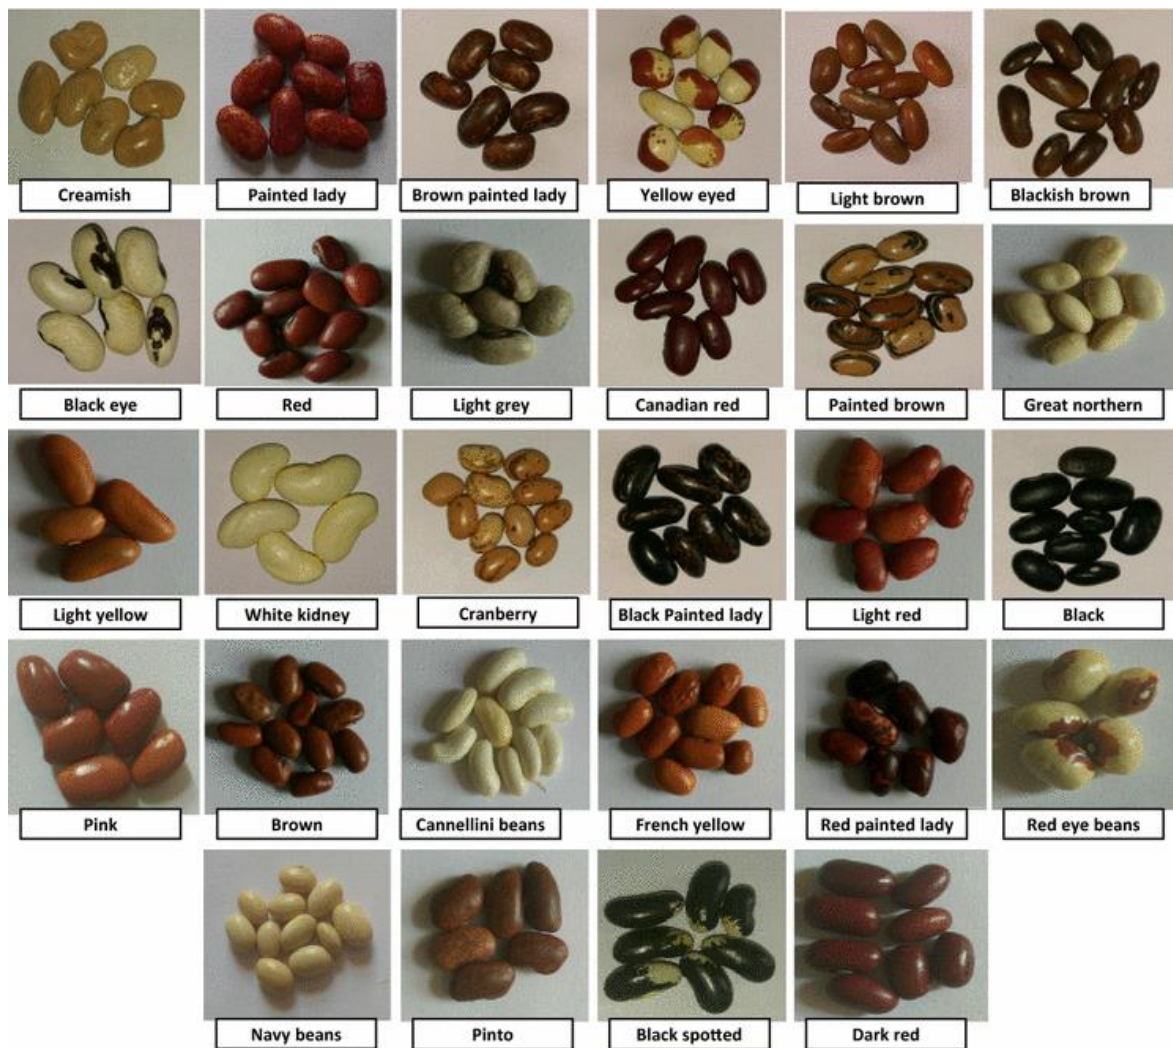 Creamish
Painted lady
Brown painted lady
Yellow eyed
Light brown
Blackish brown
Black eye
Red
Light grey
Canadian red
Painted brown
Great northern
Light yellow
White kidney
Cranberry
Black Painted lady
Light red
Black
Pink
Brown
Cannellini beans
French yellow
Red painted lady
Red eye beans
Navy beans
Pinto
Black spotted
Dark red